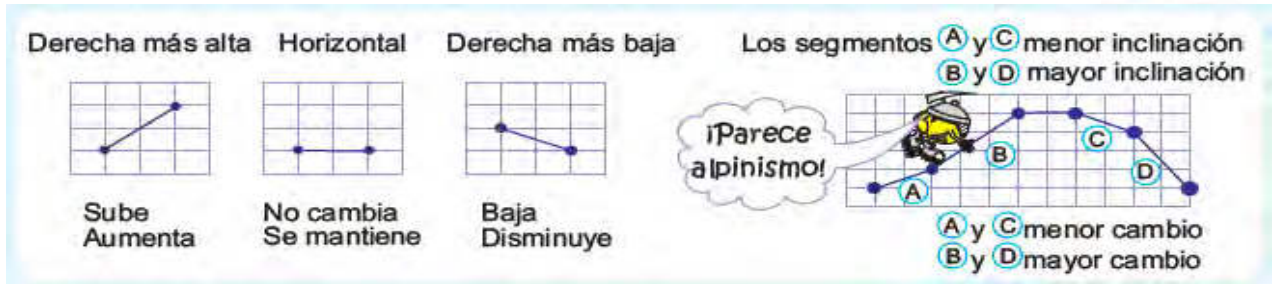 Derecha más alta
Horizontal
Derecha más baja
Sube
Aumenta
No cambia
Se mantiene
Baja
Disminuye
Los segmentos A y C menor inclinación
B y D mayor inclinación
¡Parece
alpinismo!
A
B
C
D
A y C menor cambio
B y D mayor cambio